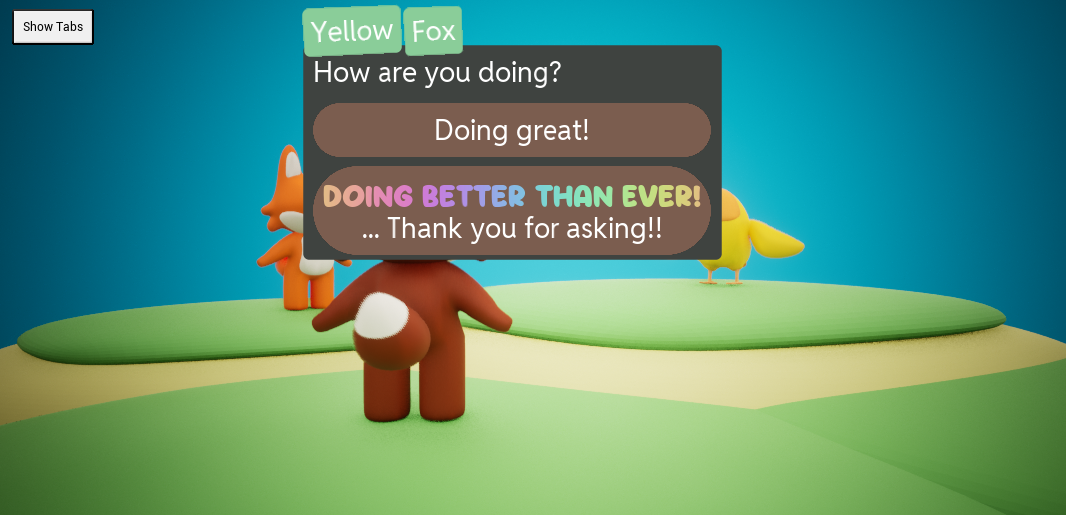 Show Tabs
Yellow Fox
How are you doing?
Doing great!
DOING BETTER THAN EVER!
... Thank you for asking!!